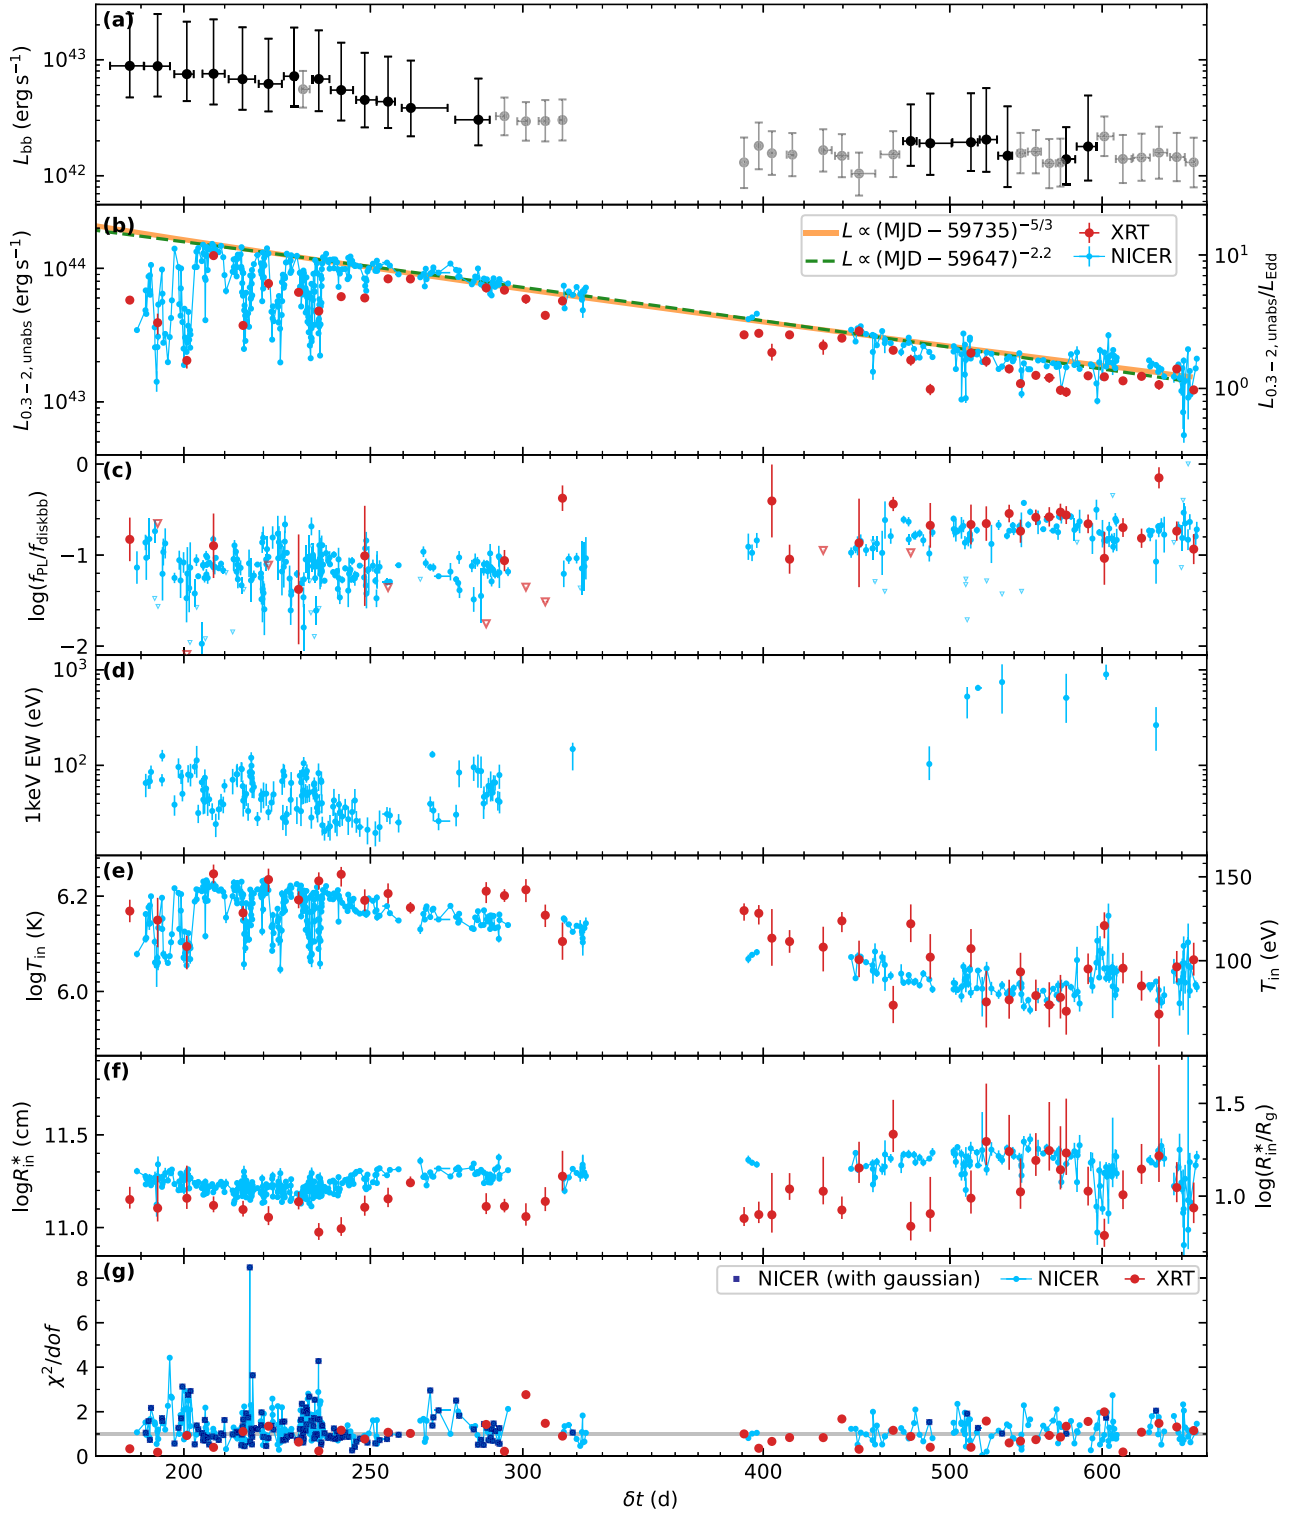 (a)
10^43
10^42
L_bb (erg s^−1)
(b)
L ∝ (MJD − 59735)^−5/3
XRT
L ∝ (MJD − 59647)^−2.2
NICER
10^44
10^43
L_0.3−2, unabs (erg s^−1)
10^1
10^0
L_0.3−2, unabs/L_Edd
(c)
0
−1
−2
log(f_PL/f_diskbb)
(d)
10^3
10^2
1keV EW (eV)
(e)
6.2
6.0
logT_in (K)
150
100
T_in (eV)
(f)
11.5
11.0
logR*_in (cm)
1.5
1.0
log(R*_in/R_g)
(g)
NICER (with gaussian)
NICER
XRT
8
6
4
2
0
χ^2/dof
200
250
300
400
500
600
δt (d)